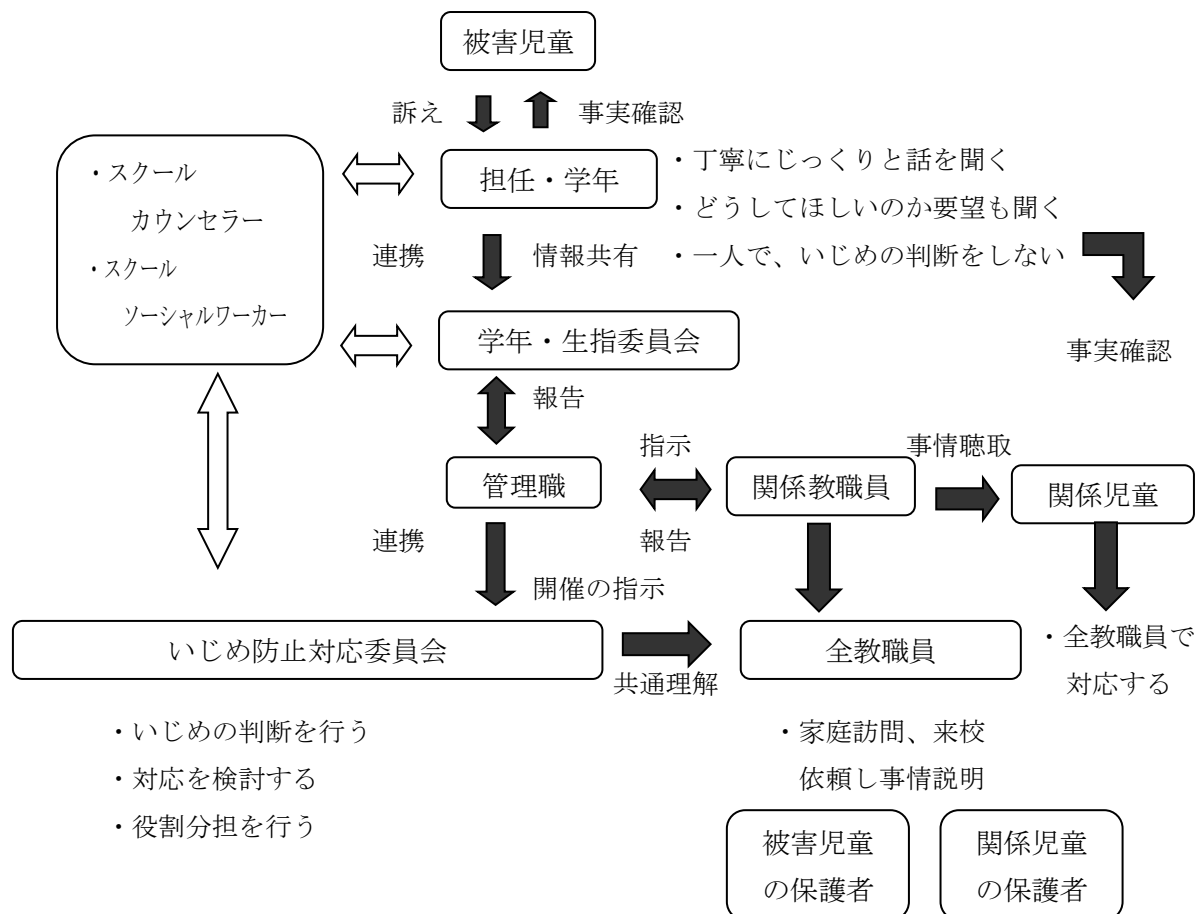 被害児童
訴え
事実確認
・スクール
カウンセラー
・スクール
ソーシャルワーカー
担任・学年
・丁寧にじっくりと話を聞く
・どうしてほしいのか要望も聞く
・一人で、いじめの判断をしない
連携
情報共有
学年・生指委員会
事実確認
報告
指示
事情聴取
管理職
関係教職員
関係児童
連携
報告
開催の指示
いじめ防止対応委員会
共通理解
全教職員
・全教職員で
対応する
・いじめの判断を行う
・対応を検討する
・役割分担を行う
・家庭訪問、来校
依頼し事情説明
被害児童
の保護者
関係児童
の保護者